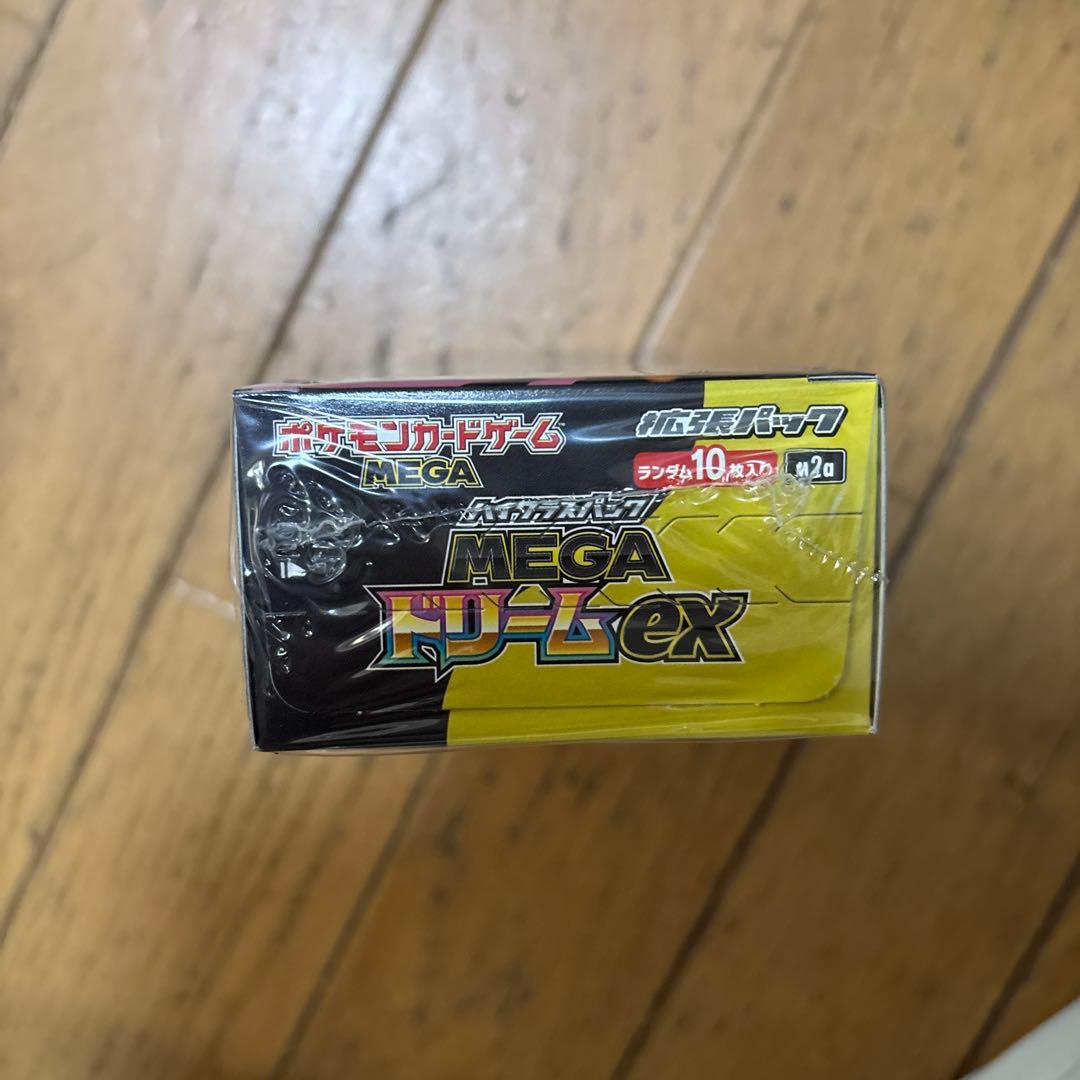 ポケモンカードゲーム
MEGA
拡張パック
ランダム10枚入り
M2a
ハイクラスパック
MEGA
ドリームex